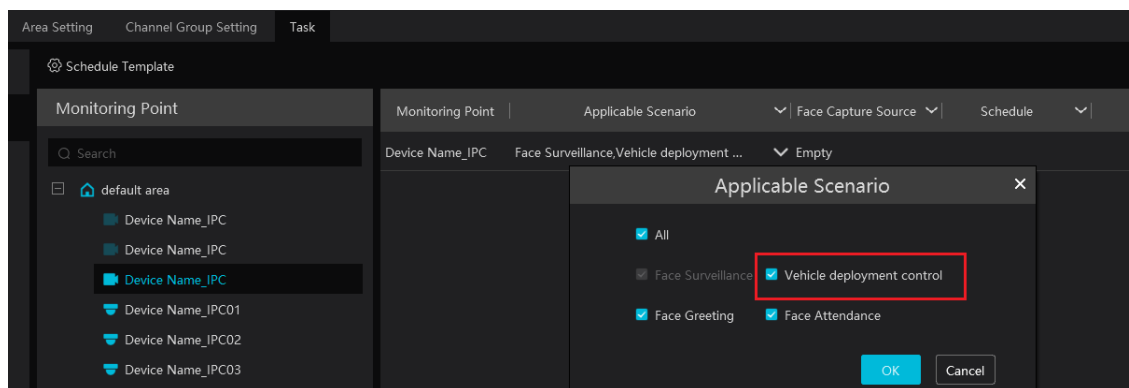 Area Setting Channel Group Setting Task
Schedule Template
Monitoring Point
Monitoring Point Applicable Scenario Face Capture Source Schedule
Search
Device Name_IPC Face Surveillance,Vehicle deployment ... Empty
default area
Device Name_IPC
Device Name_IPC
Device Name_IPC
Device Name_IPC01
Device Name_IPC02
Device Name_IPC03
Applicable Scenario
All
Face Surveillance Vehicle deployment control
Face Greeting Face Attendance
OK Cancel